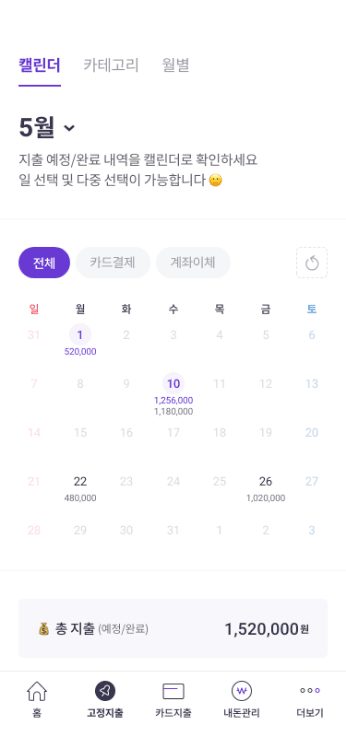 캘린더 카테고리 월별
5월
지출 예정/완료 내역을 캘린더로 확인하세요
일 선택 및 다중 선택이 가능합니다
전체 카드결제 계좌이체
일 월 화 수 목 금 토
31 1 2 3 4 5 6
520,000
7 8 9 10 11 12 13
1,256,000
1,180,000
14 15 16 17 18 19 20
21 22 23 24 25 26 27
480,000 1,020,000
28 29 30 31 1 2 3
총 지출 (예정/완료) 1,520,000원
홈 고정지출 카드지출 내돈관리 더보기